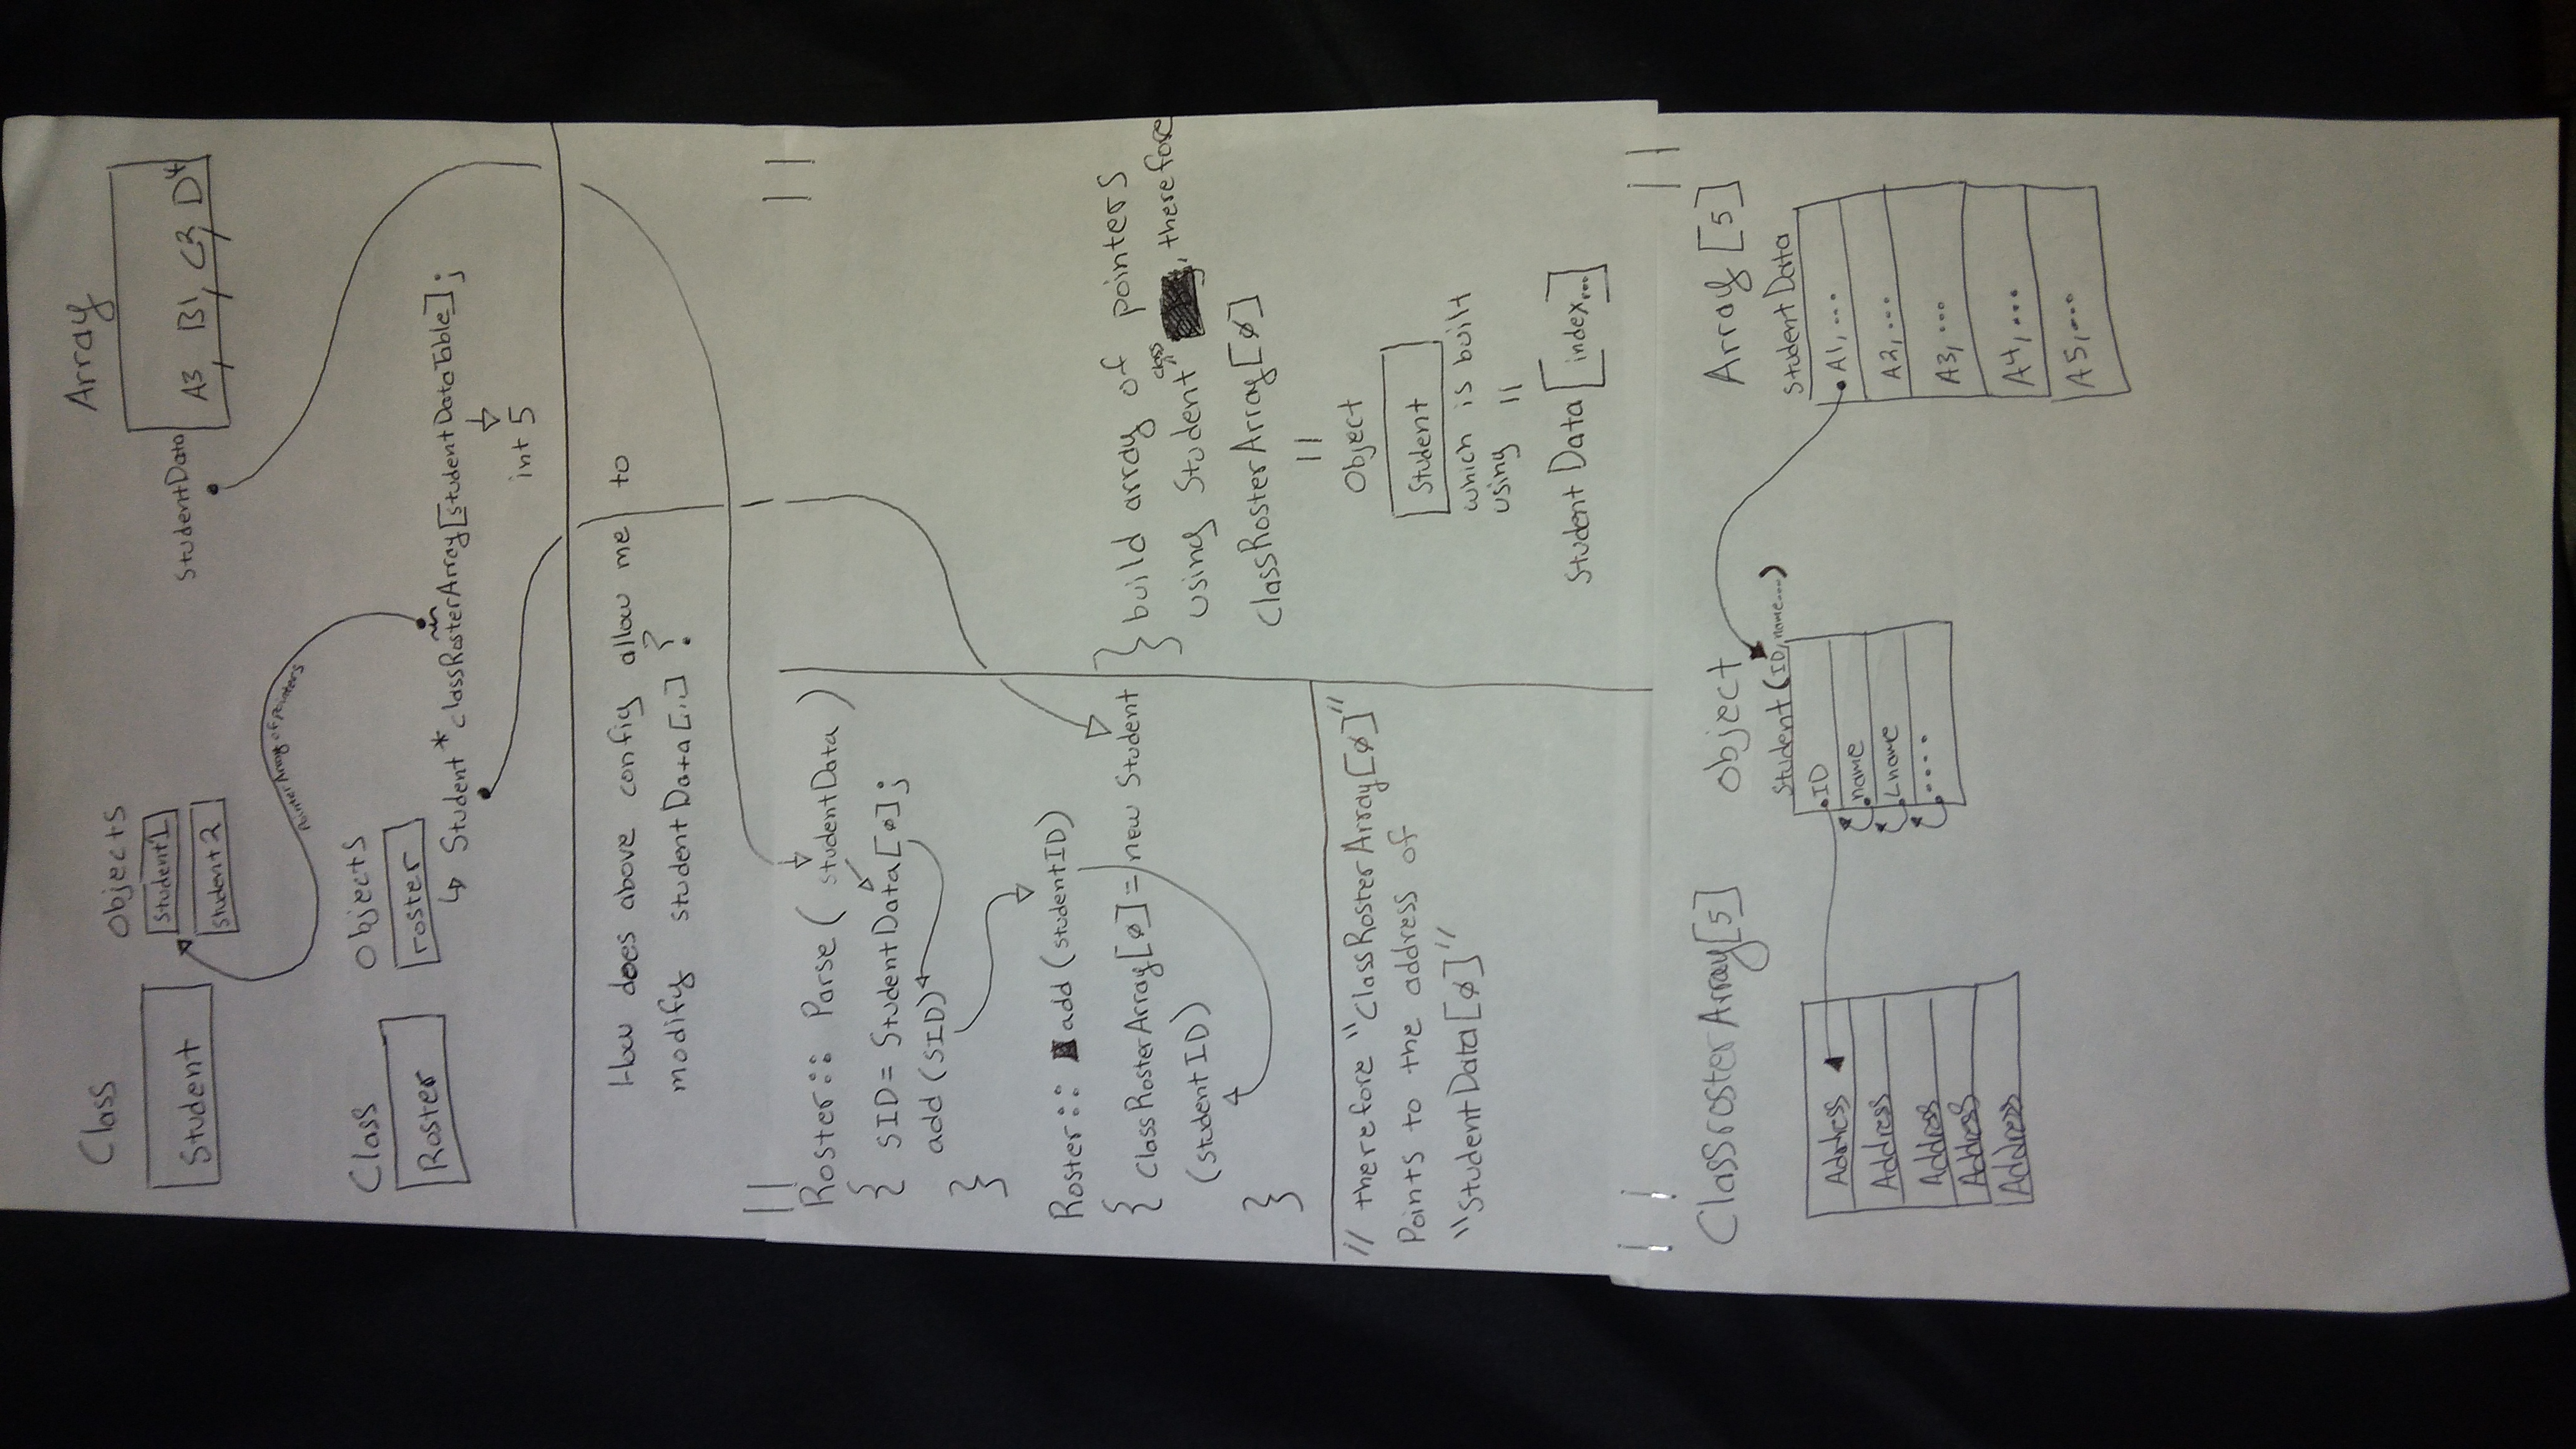 Class
Objects
Array
Student
Student1
Student2
StudentData
A3, B1, C2, D4
Pointer Array of Pointers
Class
Objects
Roster
roster
Student *classRosterArray[studentDataTable];
int 5
How does above config allow me to
modify studentData[...] ?
Roster:: Parse( studentData )
{ SID= StudentData[0];
add (SID)
}
Roster:: add (studentID)
{ ClassRosterArray[0] = new Student
(studentID)
}
} build array of pointers
using Student class, therefore
ClassRosterArray[0]
||
Object
Student
which is built
using ||
Student Data [index...]
// therefore "ClassRosterArray[0]"
Points to the address of
"StudentData[0]"
ClassrosterArray[5]
object
Array [5]
Student (ID, name....)
StudentData
Address
Address
Address
Address
Address
ID
name
Lname
....
A1, ...
A2, ...
A3, ...
A4, ...
A5, ...